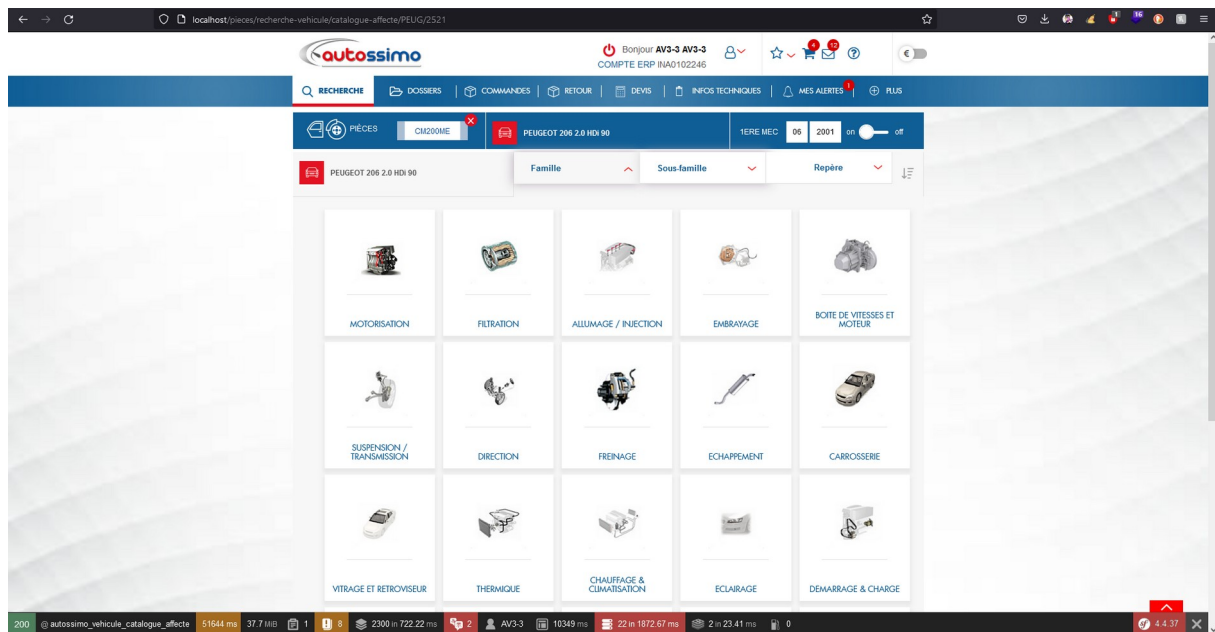 localhost/pieces/recherche-vehicule/catalogue-affecte/PEUG/2521
1 16
autossimo
Bonjour AV3-3 AV3-3
COMPTE ERP INA0102246
4 12 ? €
RECHERCHE DOSSIERS COMMANDES RETOUR DEVIS INFOS TECHNIQUES MES ALERTES 1 PLUS
PIÈCES CM200ME X PEUGEOT 206 2.0 HDi 90 1ERE MEC 06 2001 on off
PEUGEOT 206 2.0 HDi 90 Famille Sous-famille Repère
MOTORISATION
FILTRATION
ALLUMAGE / INJECTION
EMBRAYAGE
BOITE DE VITESSES ET
MOTEUR
SUSPENSION /
TRANSMISSION
DIRECTION
FREINAGE
ECHAPPEMENT
CARROSSERIE
VITRAGE ET RETROVISEUR
THERMIQUE
CHAUFFAGE &
CLIMATISATION
ECLAIRAGE
DEMARRAGE & CHARGE
200 @ autossimo_vehicule_catalogue_affecte 51644 ms 37.7 MiB 1 8 2300 in 722.22 ms 2 AV3-3 10349 ms 22 in 1872.67 ms 2 in 23.41 ms 0 4.4.37